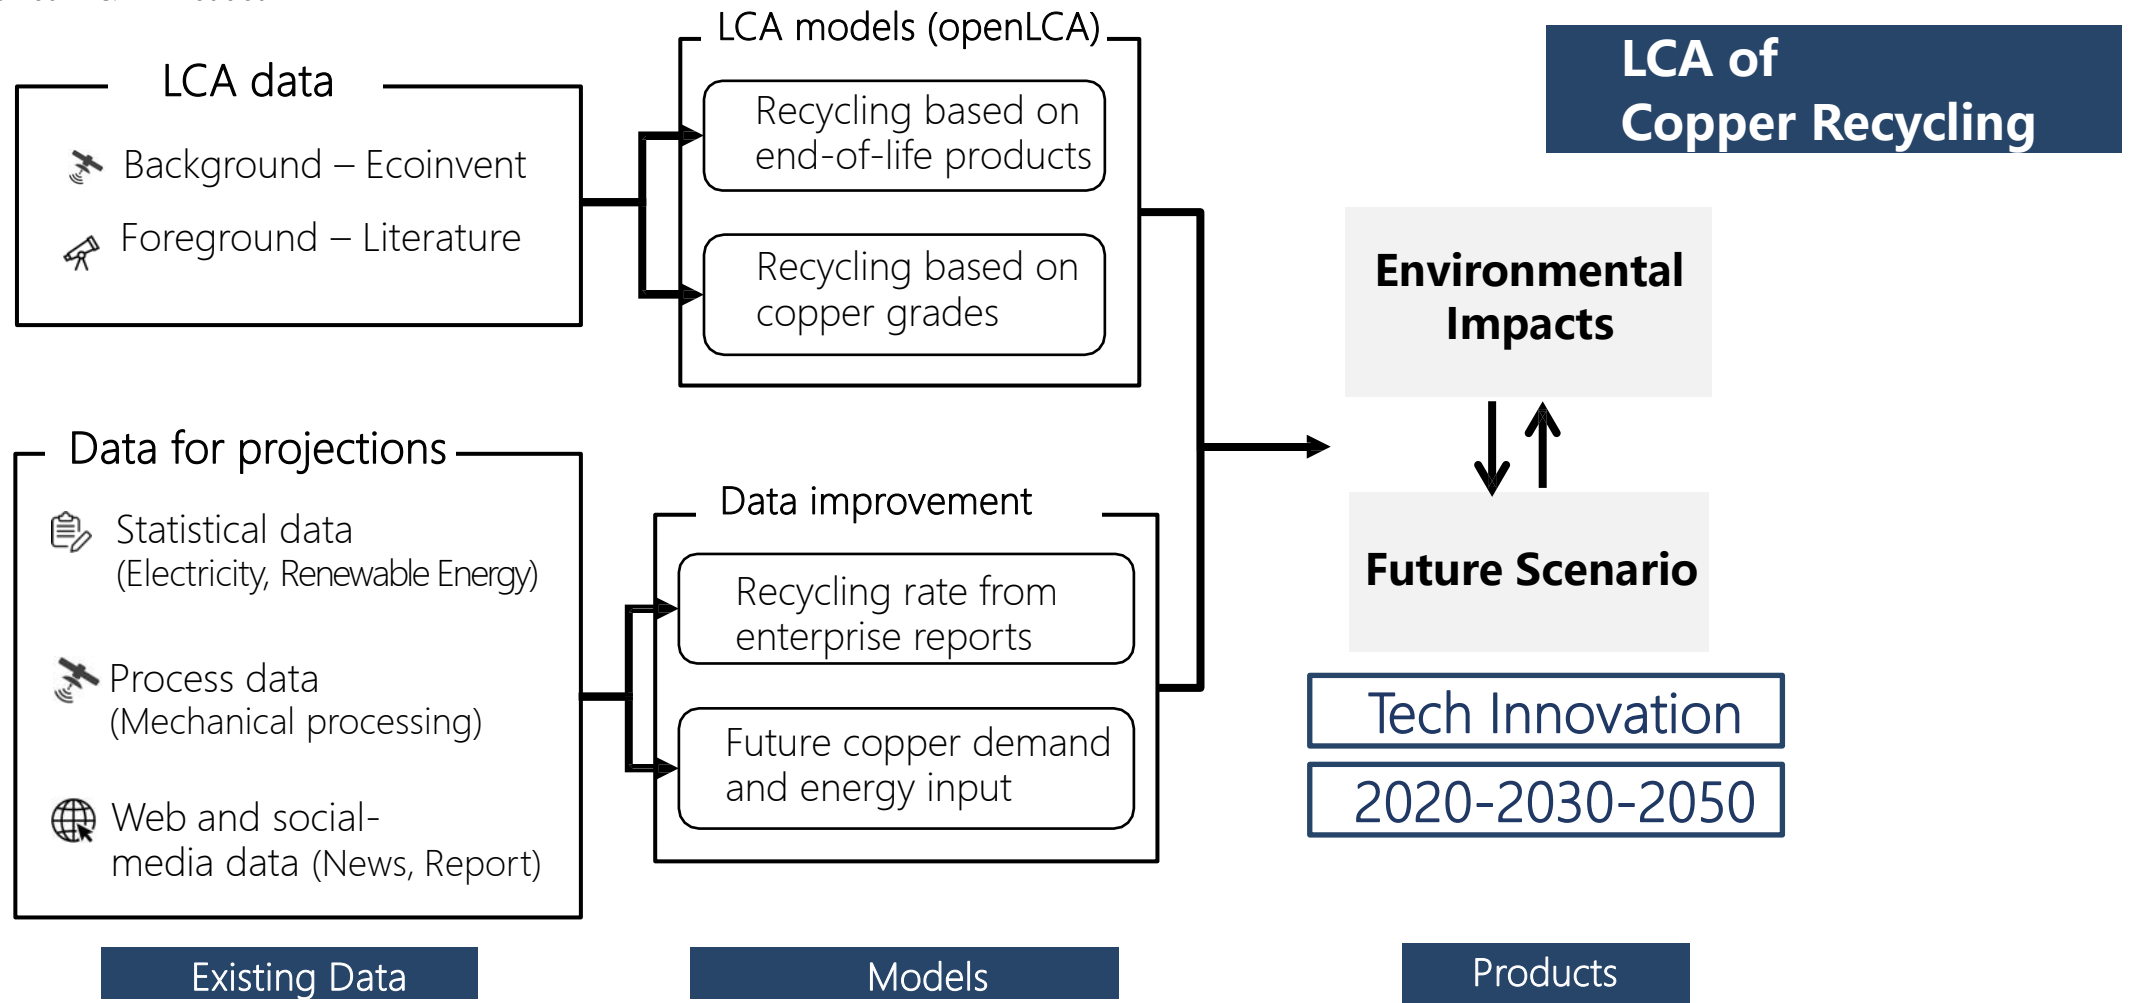 LCA of
Copper Recycling
LCA data
Background – Ecoinvent
Foreground – Literature
LCA models (openLCA)
Recycling based on
end-of-life products
Recycling based on
copper grades
Data for projections
Statistical data
(Electricity, Renewable Energy)
Process data
(Mechanical processing)
Web and social-
media data (News, Report)
Data improvement
Recycling rate from
enterprise reports
Future copper demand
and energy input
Environmental
Impacts
Future Scenario
Tech Innovation
2020-2030-2050
Existing Data
Models
Products